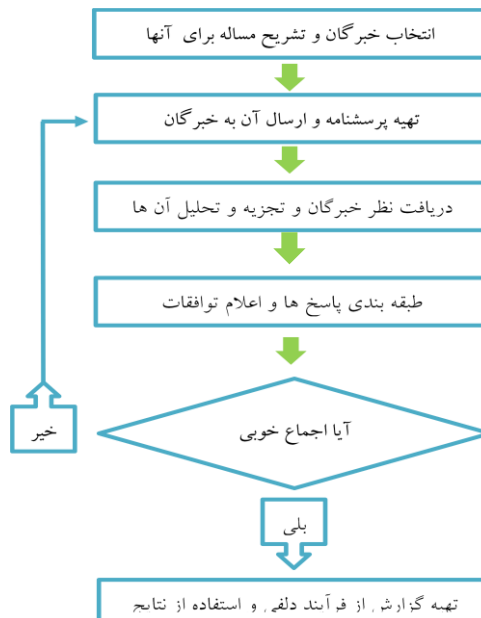 انتخاب خبرگان و تشریح مساله برای آنها
تهیه پرسشنامه و ارسال آن به خبرگان
دریافت نظر خبرگان و تجزیه و تحلیل آن ها
طبقه بندی پاسخ ها و اعلام توافقات
آیا اجماع خوبی
خیر
بلی
تهیه گزارش از فرآیند دلفی و استفاده از نتایج